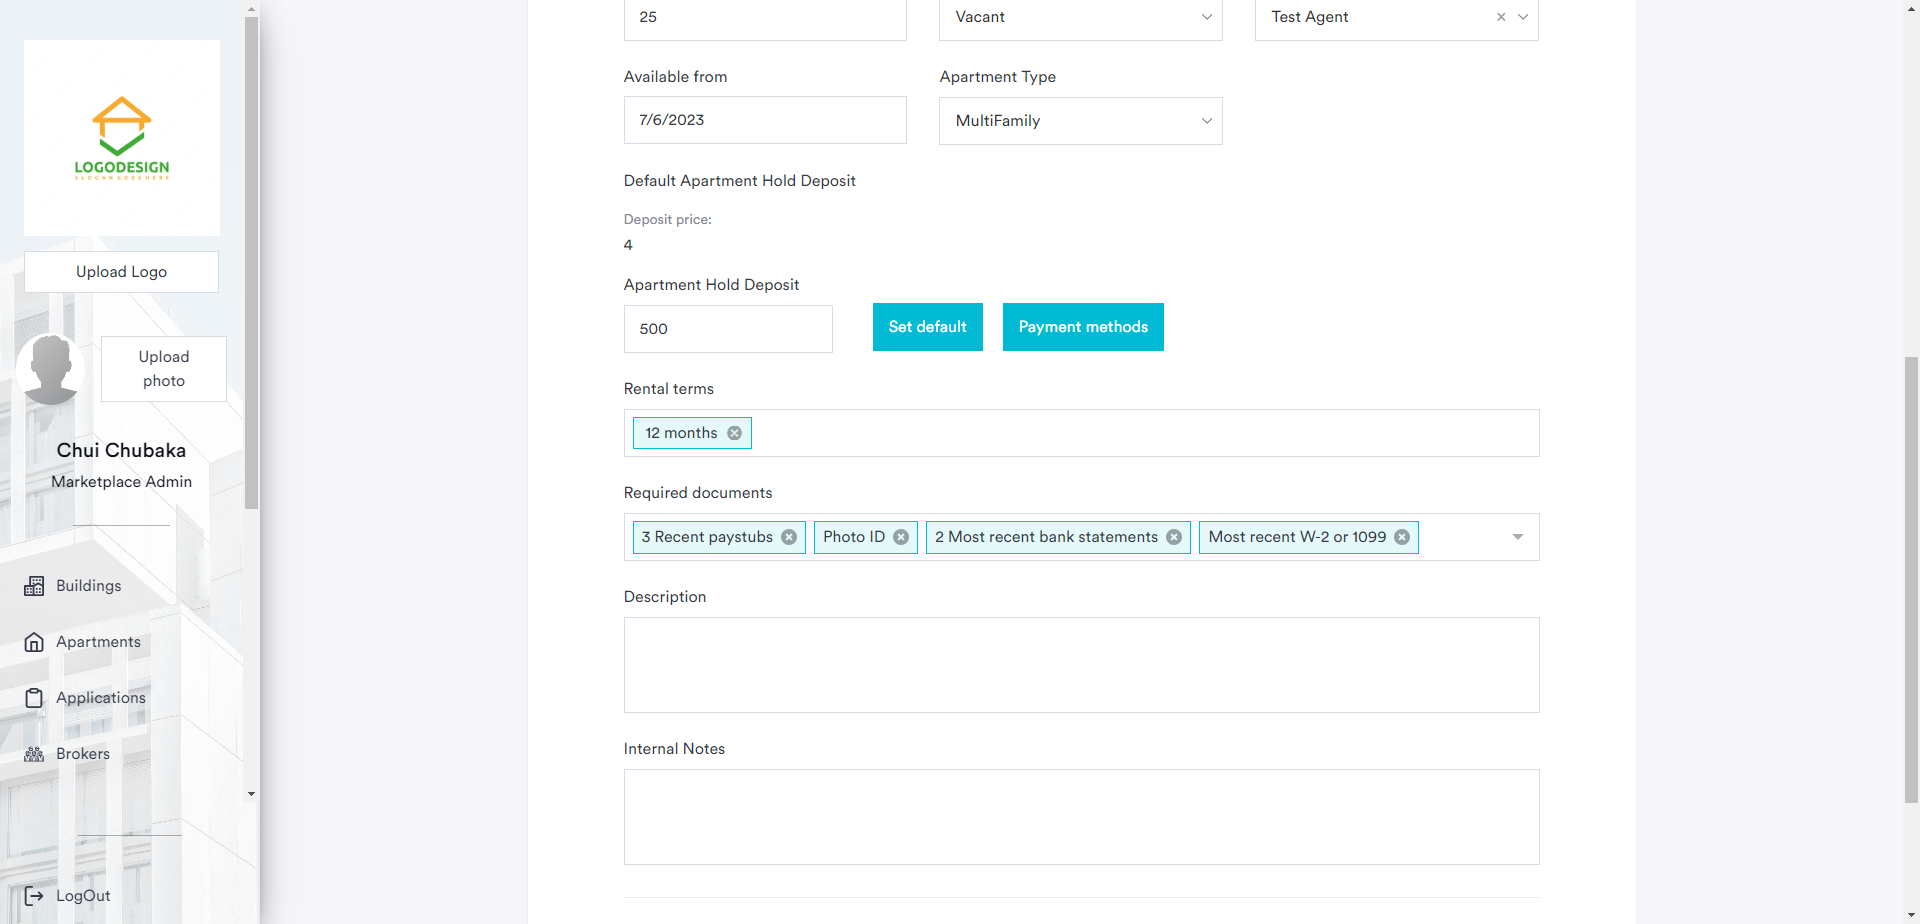 LOGODESIGN
SLOGANGOESHERE
Upload Logo
Upload
photo
Chui Chubaka
Marketplace Admin
Buildings
Apartments
Applications
Brokers
LogOut
25
Vacant
Test Agent
Available from
Apartment Type
7/6/2023
MultiFamily
Default Apartment Hold Deposit
Deposit price:
4
Apartment Hold Deposit
500
Set default
Payment methods
Rental terms
12 months
Required documents
3 Recent paystubs
Photo ID
2 Most recent bank statements
Most recent W-2 or 1099
Description
Internal Notes